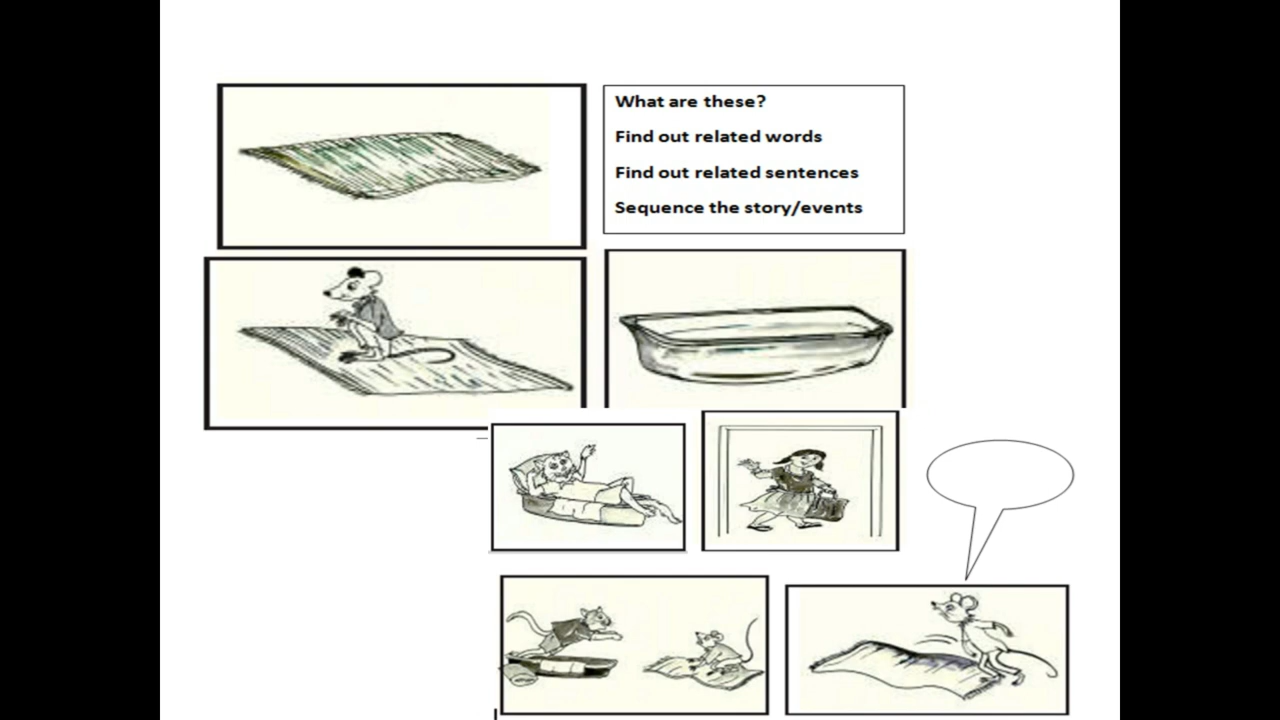 What are these?
Find out related words
Find out related sentences
Sequence the story/events